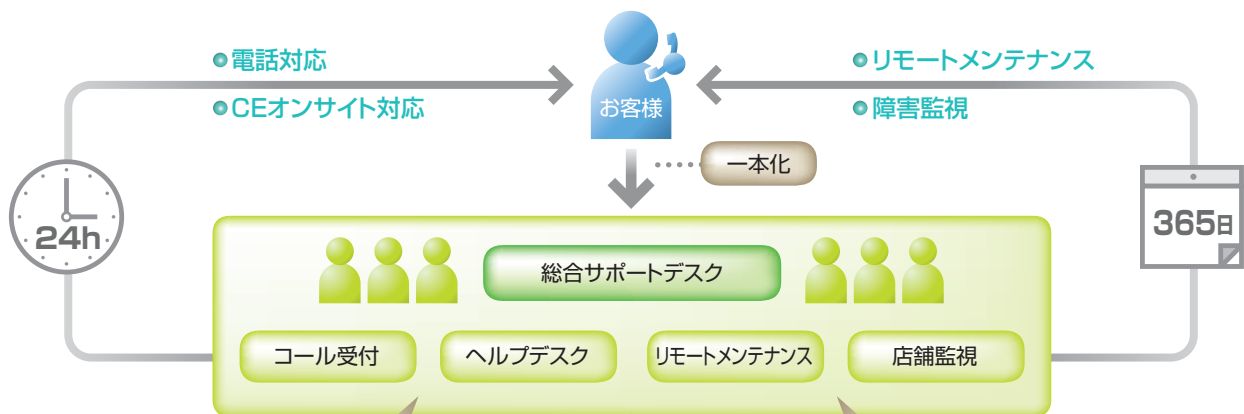 電話対応
CEオンサイト対応
リモートメンテナンス
障害監視
お客様
一本化
24h
365日
総合サポートデスク
コール受付
ヘルプデスク
リモートメンテナンス
店舗監視